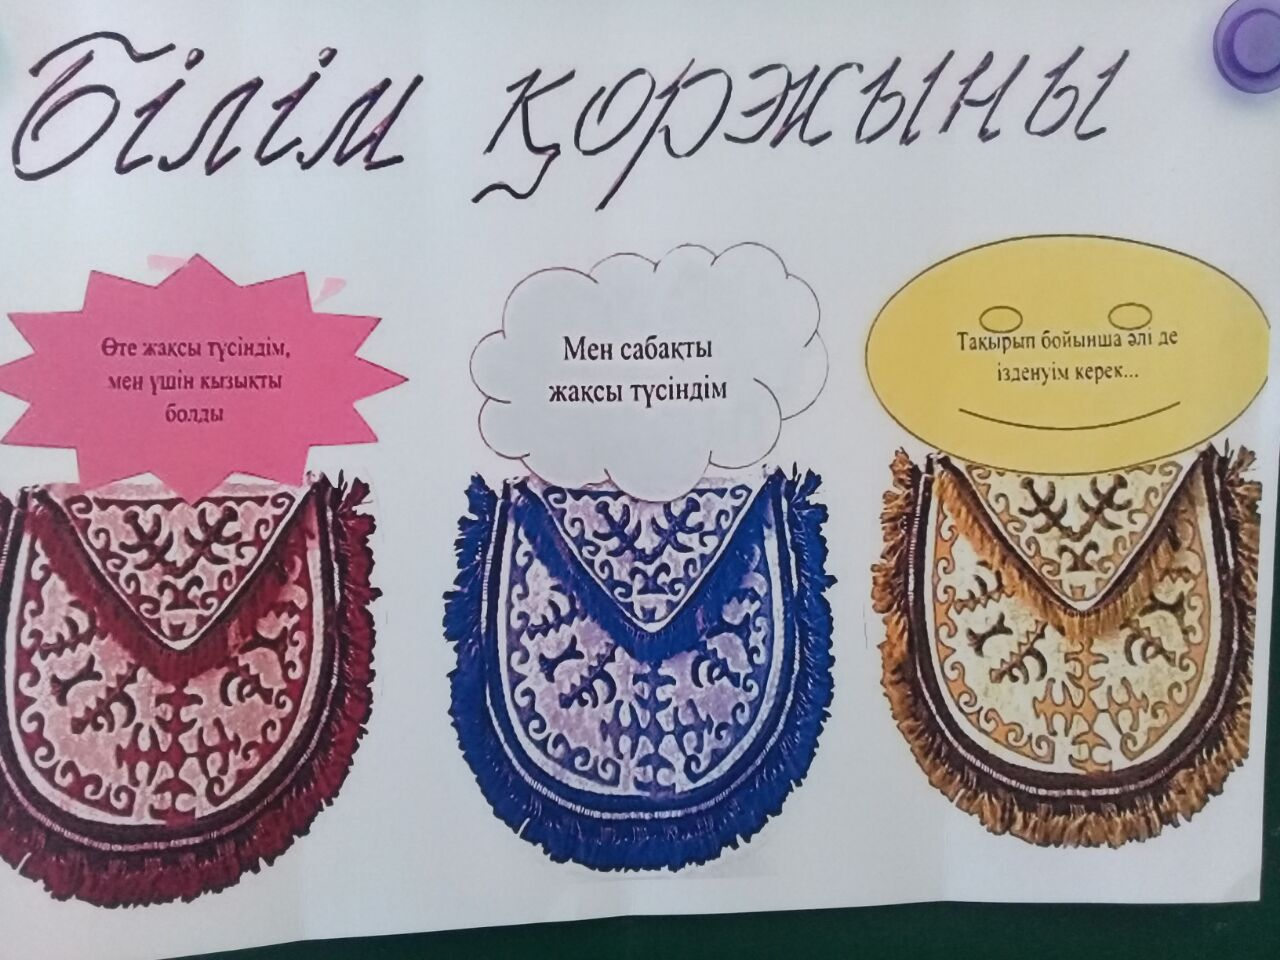 Білім қоржыны
Өте жақсы түсіндім,
мен үшін қызықты
болды
Мен сабақты
жақсы түсіндім
Тақырып бойынша әлі де
ізденуім керек...